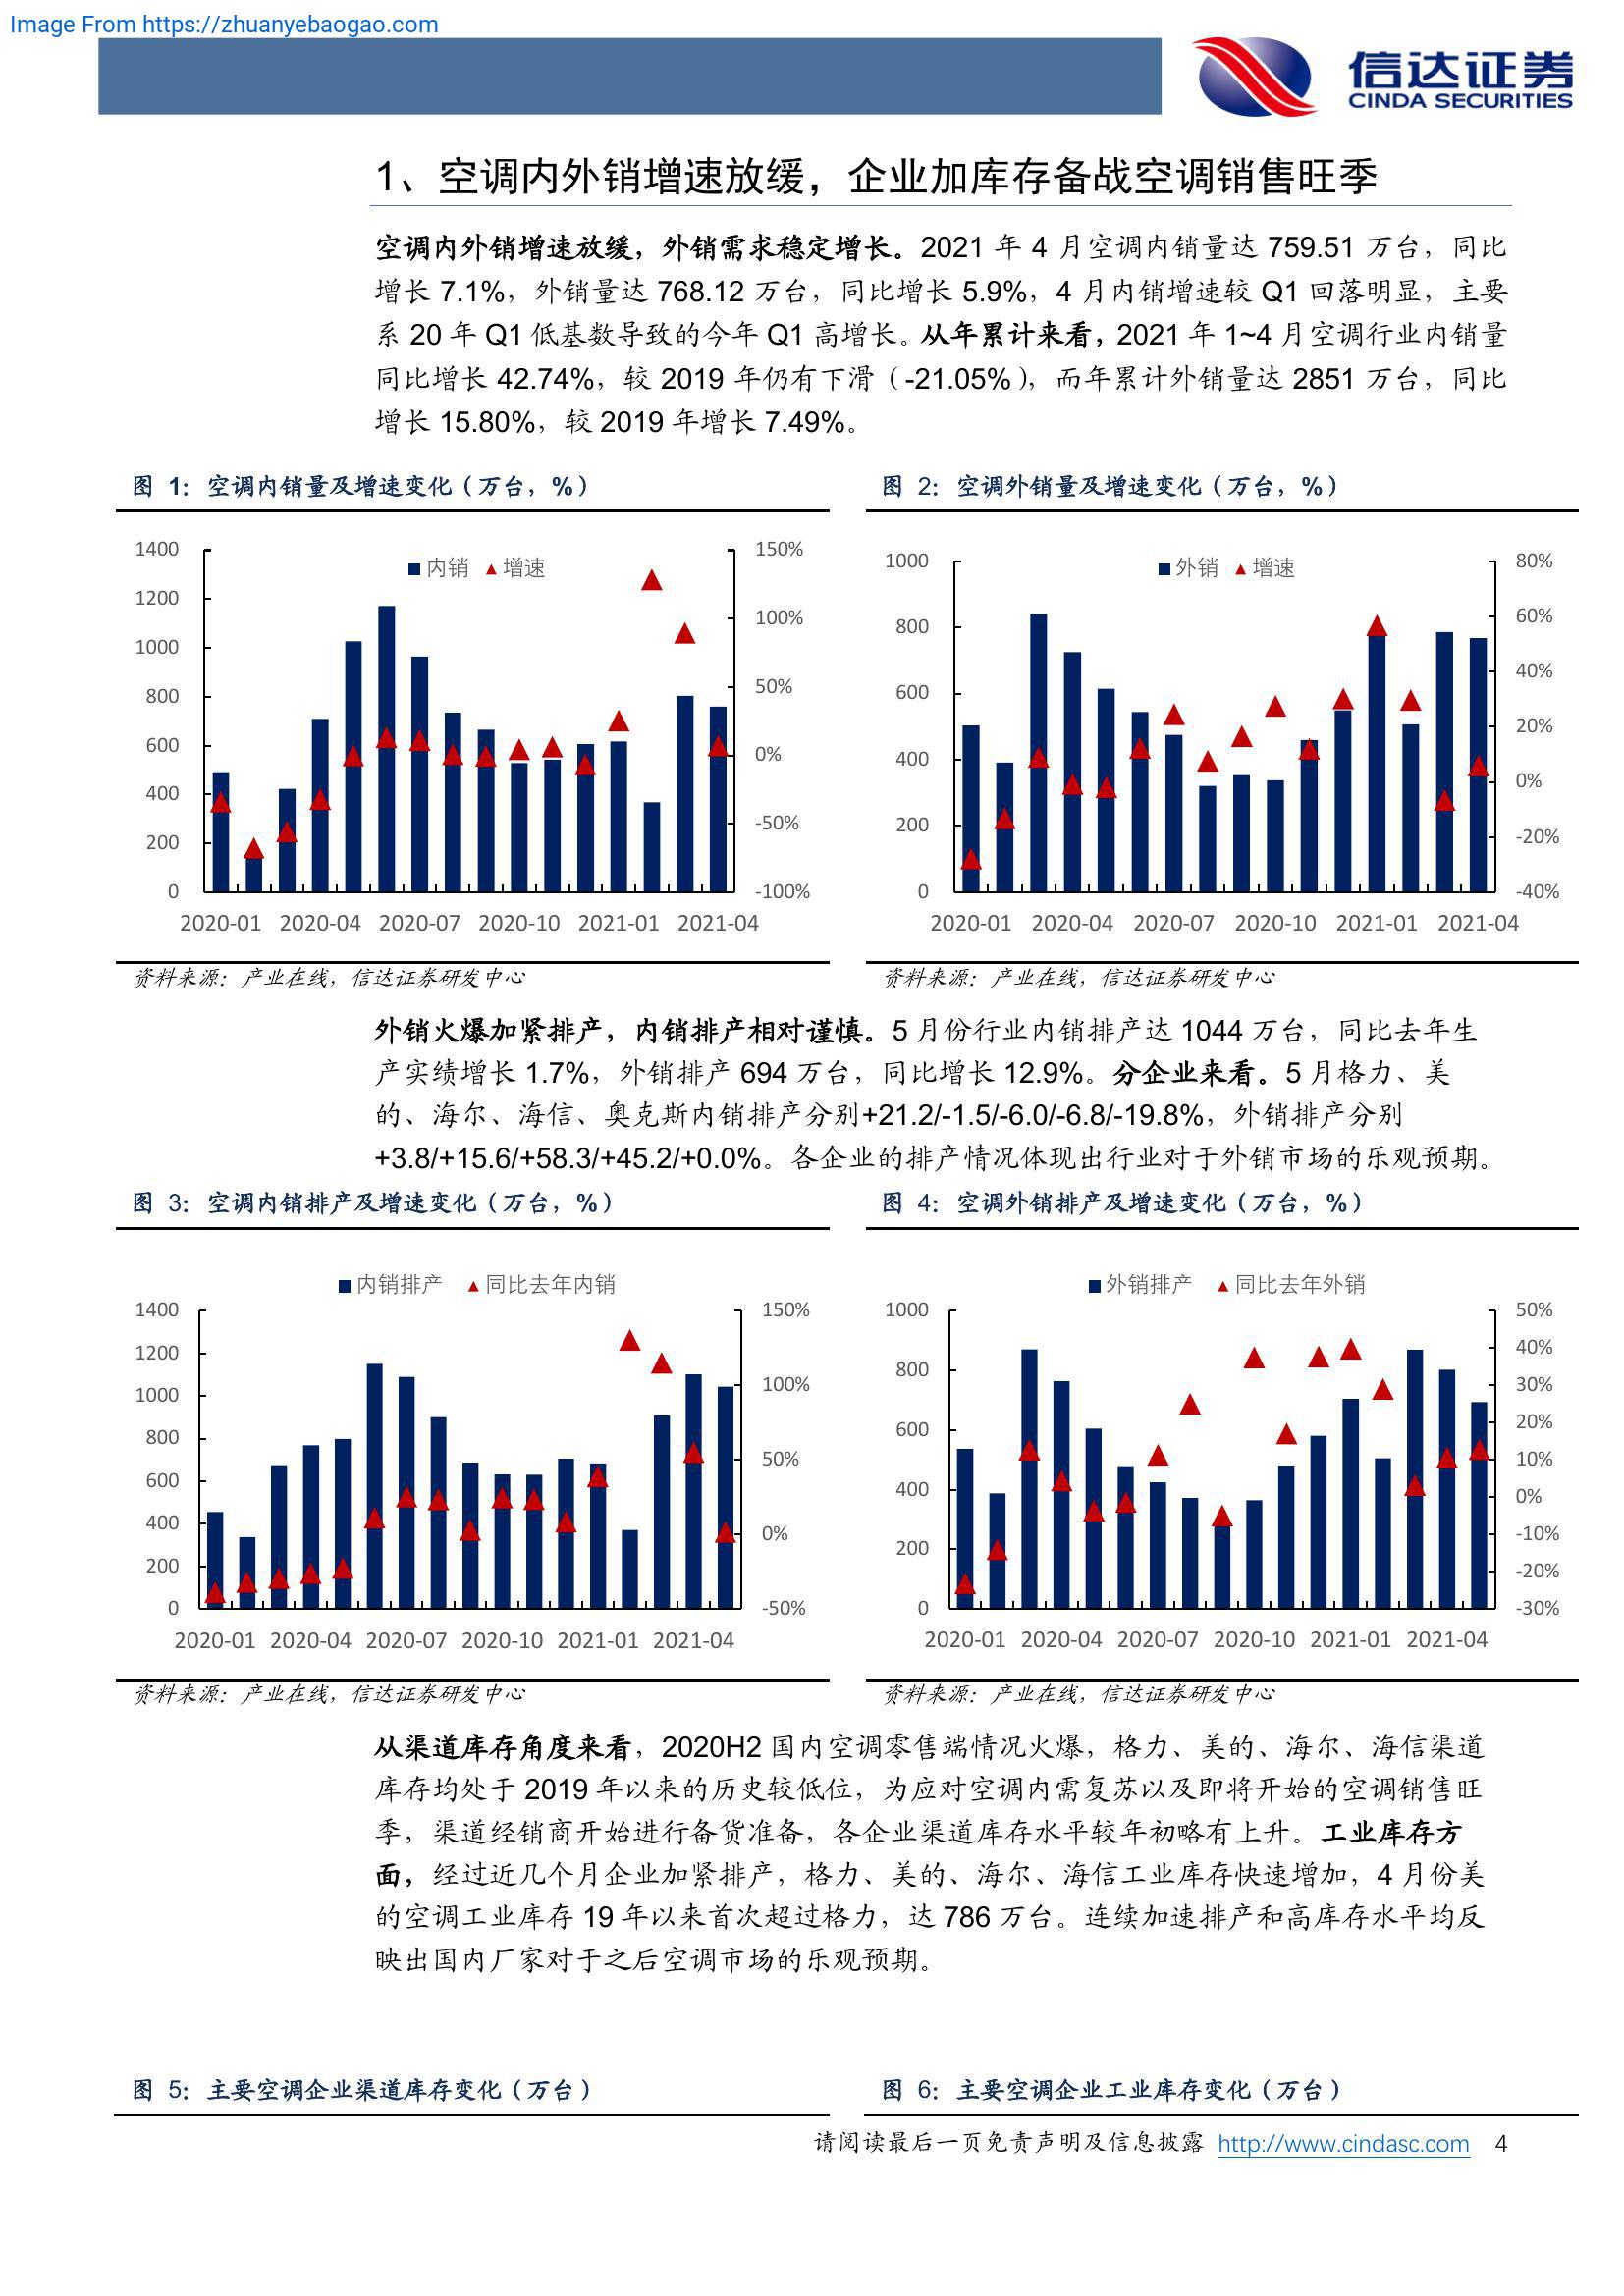 Image From https://zhuanyebaogao.com
信达证券
CINDA SECURITIES
1、空调内外销增速放缓，企业加库存备战空调销售旺季
空调内外销增速放缓，外销需求稳定增长。2021 年 4 月空调内销量达 759.51 万台，同比
增长 7.1%，外销量达 768.12 万台，同比增长 5.9%，4 月内销增速较 Q1 回落明显，主要
系 20 年 Q1 低基数导致的今年 Q1 高增长。从年累计来看，2021 年 1~4 月空调行业内销量
同比增长 42.74%，较 2019 年仍有下滑（-21.05%），而年累计外销量达 2851 万台，同比
增长 15.80%，较 2019 年增长 7.49%。
图 1：空调内销量及增速变化（万台，%）
内销 增速
1400
1200
1000
800
600
400
200
0
150%
100%
50%
0%
-50%
-100%
2020-01 2020-04 2020-07 2020-10 2021-01 2021-04
资料来源：产业在线，信达证券研发中心
图 2：空调外销量及增速变化（万台，%）
外销 增速
1000
800
600
400
200
0
80%
60%
40%
20%
0%
-20%
-40%
2020-01 2020-04 2020-07 2020-10 2021-01 2021-04
资料来源：产业在线，信达证券研发中心
外销火爆加紧排产，内销排产相对谨慎。5 月份行业内销排产达 1044 万台，同比去年生
产实绩增长 1.7%，外销排产 694 万台，同比增长 12.9%。分企业来看。5 月格力、美
的、海尔、海信、奥克斯内销排产分别+21.2/-1.5/-6.0/-6.8/-19.8%，外销排产分别
+3.8/+15.6/+58.3/+45.2/+0.0%。各企业的排产情况体现出行业对于外销市场的乐观预期。
图 3：空调内销排产及增速变化（万台，%）
内销排产 同比去年内销
1400
1200
1000
800
600
400
200
0
150%
100%
50%
0%
-50%
2020-01 2020-04 2020-07 2020-10 2021-01 2021-04
资料来源：产业在线，信达证券研发中心
图 4：空调外销排产及增速变化（万台，%）
外销排产 同比去年外销
1000
800
600
400
200
0
50%
40%
30%
20%
10%
0%
-10%
-20%
-30%
2020-01 2020-04 2020-07 2020-10 2021-01 2021-04
资料来源：产业在线，信达证券研发中心
从渠道库存角度来看，2020H2 国内空调零售端情况火爆，格力、美的、海尔、海信渠道
库存均处于 2019 年以来的历史较低位，为应对空调内需复苏以及即将开始的空调销售旺
季，渠道经销商开始进行备货准备，各企业渠道库存水平较年初略有上升。工业库存方
面，经过近几个月企业加紧排产，格力、美的、海尔、海信工业库存快速增加，4 月份美
的空调工业库存 19 年以来首次超过格力，达 786 万台。连续加速排产和高库存水平均反
映出国内厂家对于之后空调市场的乐观预期。
图 5：主要空调企业渠道库存变化（万台）
图 6：主要空调企业工业库存变化（万台）
请阅读最后一页免责声明及信息披露 http://www.cindasc.com 4